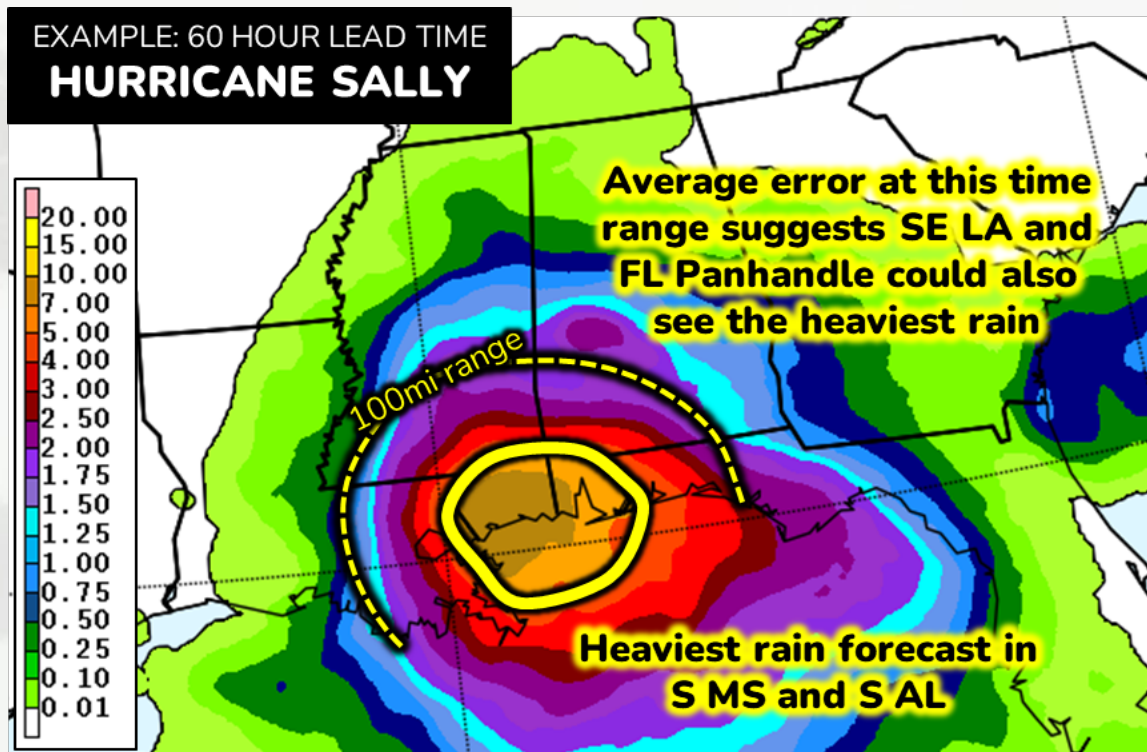 EXAMPLE: 60 HOUR LEAD TIME
HURRICANE SALLY
Average error at this time
range suggests SE LA and
FL Panhandle could also
see the heaviest rain
100mi range
20.00
15.00
10.00
7.00
5.00
4.00
3.00
2.50
2.00
1.75
1.50
1.25
1.00
0.75
0.50
0.25
0.10
0.01
Heaviest rain forecast in
S MS and S AL